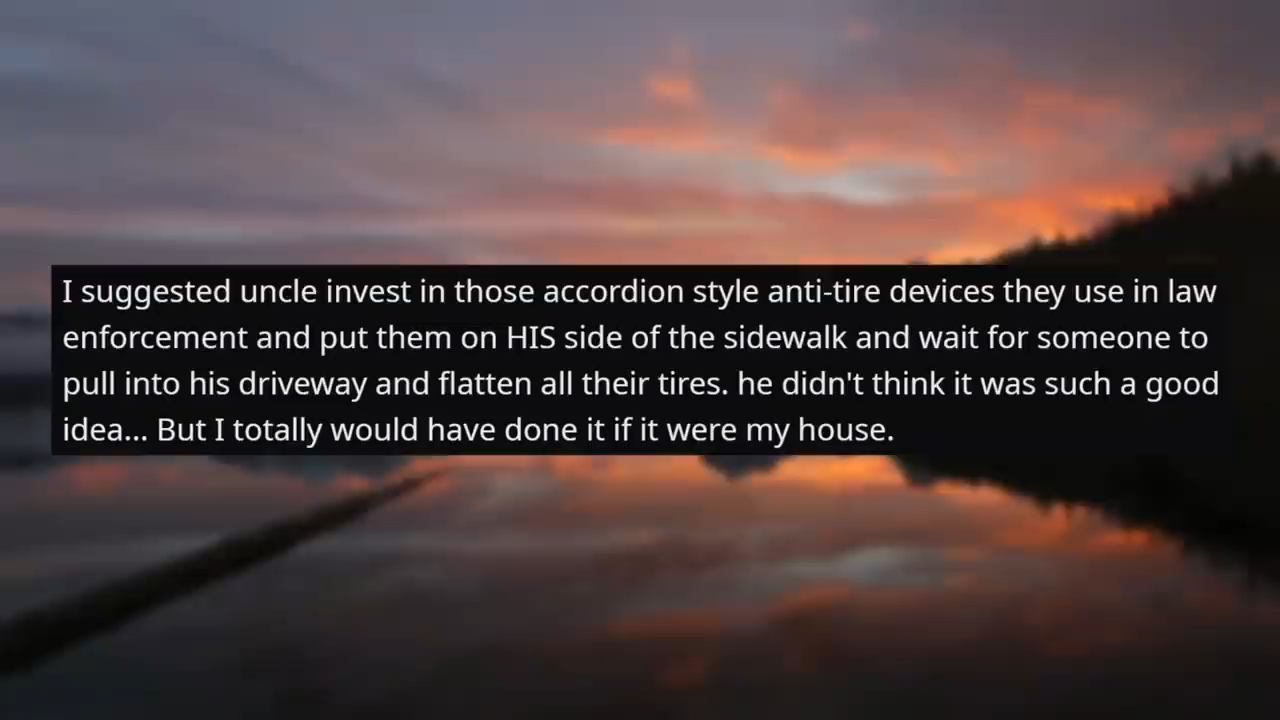 I suggested uncle invest in those accordion style anti-tire devices they use in law
enforcement and put them on HIS side of the sidewalk and wait for someone to
pull into his driveway and flatten all their tires. he didn't think it was such a good
idea... But I totally would have done it if it were my house.